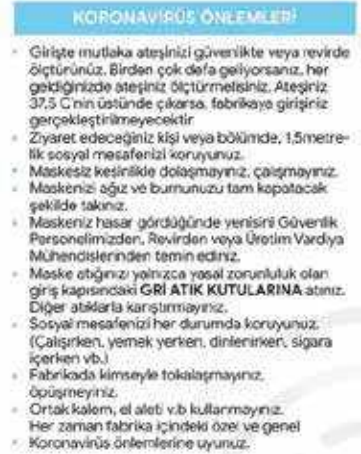 KORONAVİRÜS ÖNLEMLERİ
- Girişte mutlaka ateşinizi güvenlikte veya revirde
ölçtürünüz. Birden çok defa geliyorsanız, her
geldiğinizde ateşiniz ölçtürmelisiniz. Ateşiniz
37,5 C'nin üstünde çıkarsa, fabrikaya girişiniz
gerçekleştirilmeyecektir
- Ziyaret edeceğiniz kişi veya bölümde, 1,5metre-
lik sosyal mesafenizi koruyunuz.
- Maskesiz kesinlikle dolaşmayınız, çalışmayınız.
- Maskenizi ağız ve burnunuzu tam kapatacak
şekilde takınız.
- Maskeniz hasar gördüğünde yenisini Güvenlik
Personelimizden, Revirden veya Üretim Vardiya
Mühendislerinden temin ediniz.
- Maske atığınızı yalnızca yasal zorunluluk olan
giriş kapısındaki GRİ ATIK KUTULARINA atınız.
Diğer atıklarla karıştırmayınız.
- Sosyal mesafenizi her durumda koruyunuz.
(Çalışırken, yemek yerken, dinlenirken, sigara
içerken vb.)
- Fabrikada kimseyle tokalaşmayınız,
öpüşmeyiniz.
- Ortak kalem, el aleti v.b kullanmayınız.
Her zaman fabrika içindeki özel ve genel
- Koronavirüs önlemlerine uyunuz.